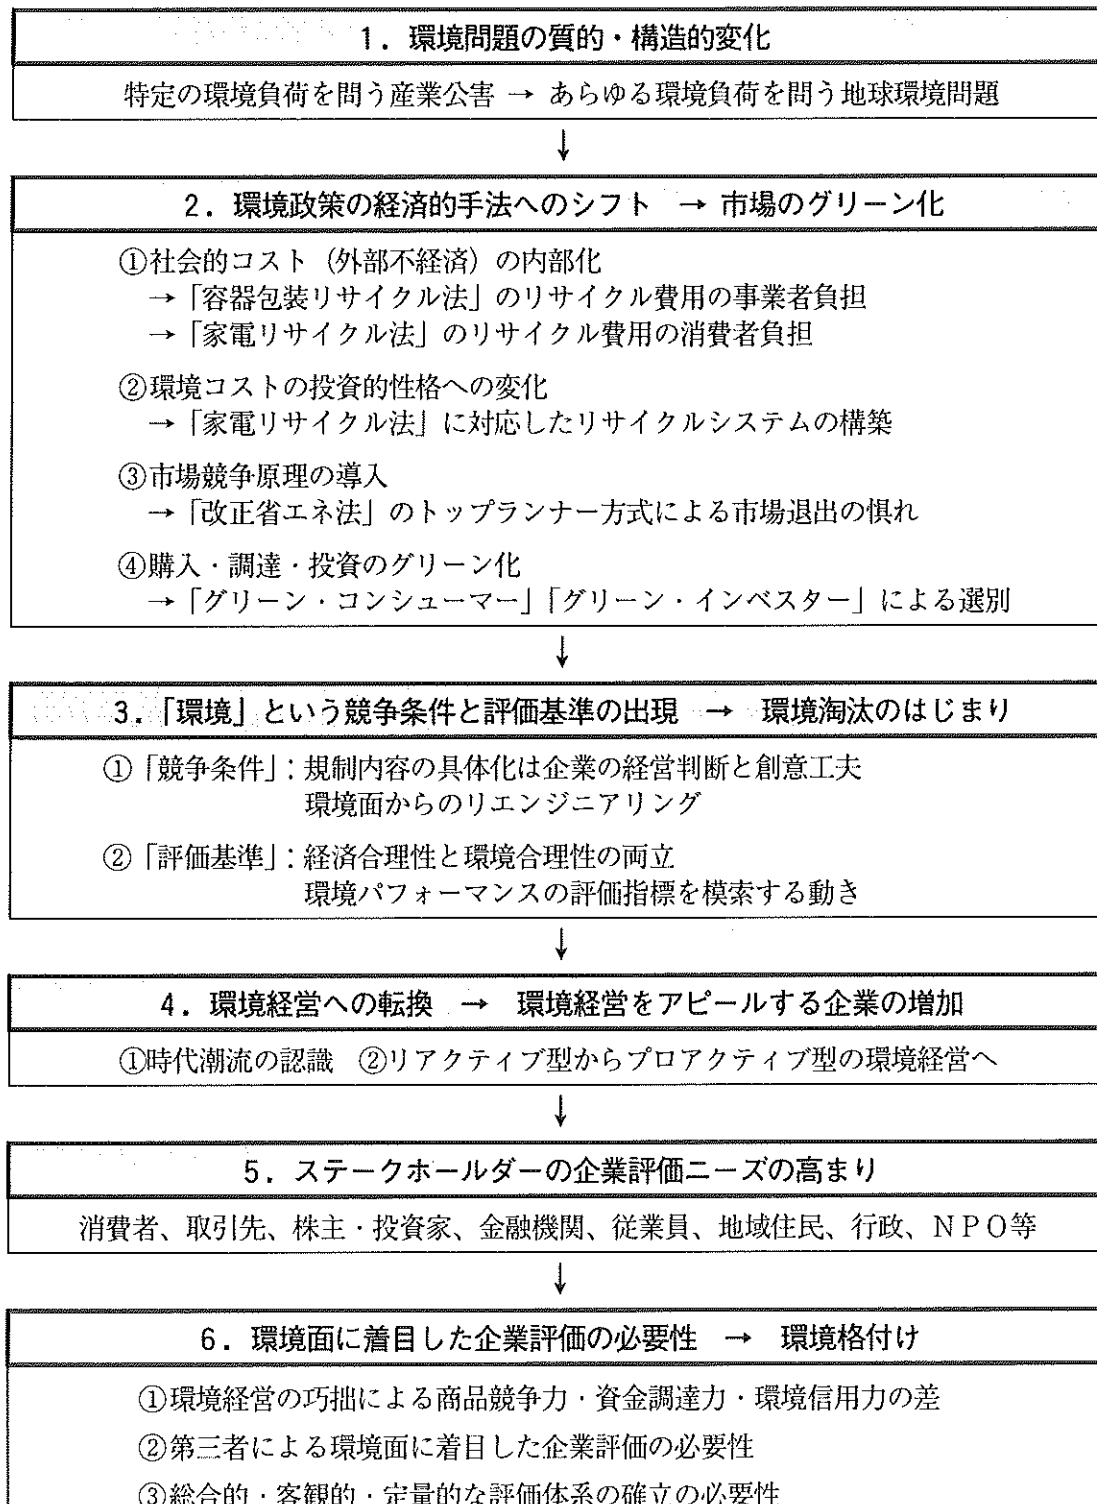 1．環境問題の質的・構造的変化
特定の環境負荷を問う産業公害 → あらゆる環境負荷を問う地球環境問題
↓
2．環境政策の経済的手法へのシフト → 市場のグリーン化
①社会的コスト（外部不経済）の内部化
→「容器包装リサイクル法」のリサイクル費用の事業者負担
→「家電リサイクル法」のリサイクル費用の消費者負担
②環境コストの投資的性格への変化
→「家電リサイクル法」に対応したリサイクルシステムの構築
③市場競争原理の導入
→「改正省エネ法」のトップランナー方式による市場退出の惧れ
④購入・調達・投資のグリーン化
→「グリーン・コンシューマー」「グリーン・インベスター」による選別
↓
3．「環境」という競争条件と評価基準の出現 → 環境淘汰のはじまり
①「競争条件」：規制内容の具体化は企業の経営判断と創意工夫
環境面からのリエンジニアリング
②「評価基準」：経済合理性と環境合理性の両立
環境パフォーマンスの評価指標を模索する動き
↓
4．環境経営への転換 → 環境経営をアピールする企業の増加
①時代潮流の認識 ②リアクティブ型からプロアクティブ型の環境経営へ
↓
5．ステークホールダーの企業評価ニーズの高まり
消費者、取引先、株主・投資家、金融機関、従業員、地域住民、行政、ＮＰＯ等
↓
6．環境面に着目した企業評価の必要性 → 環境格付け
①環境経営の巧拙による商品競争力・資金調達力・環境信用力の差
②第三者による環境面に着目した企業評価の必要性
③総合的・客観的・定量的な評価体系の確立の必要性